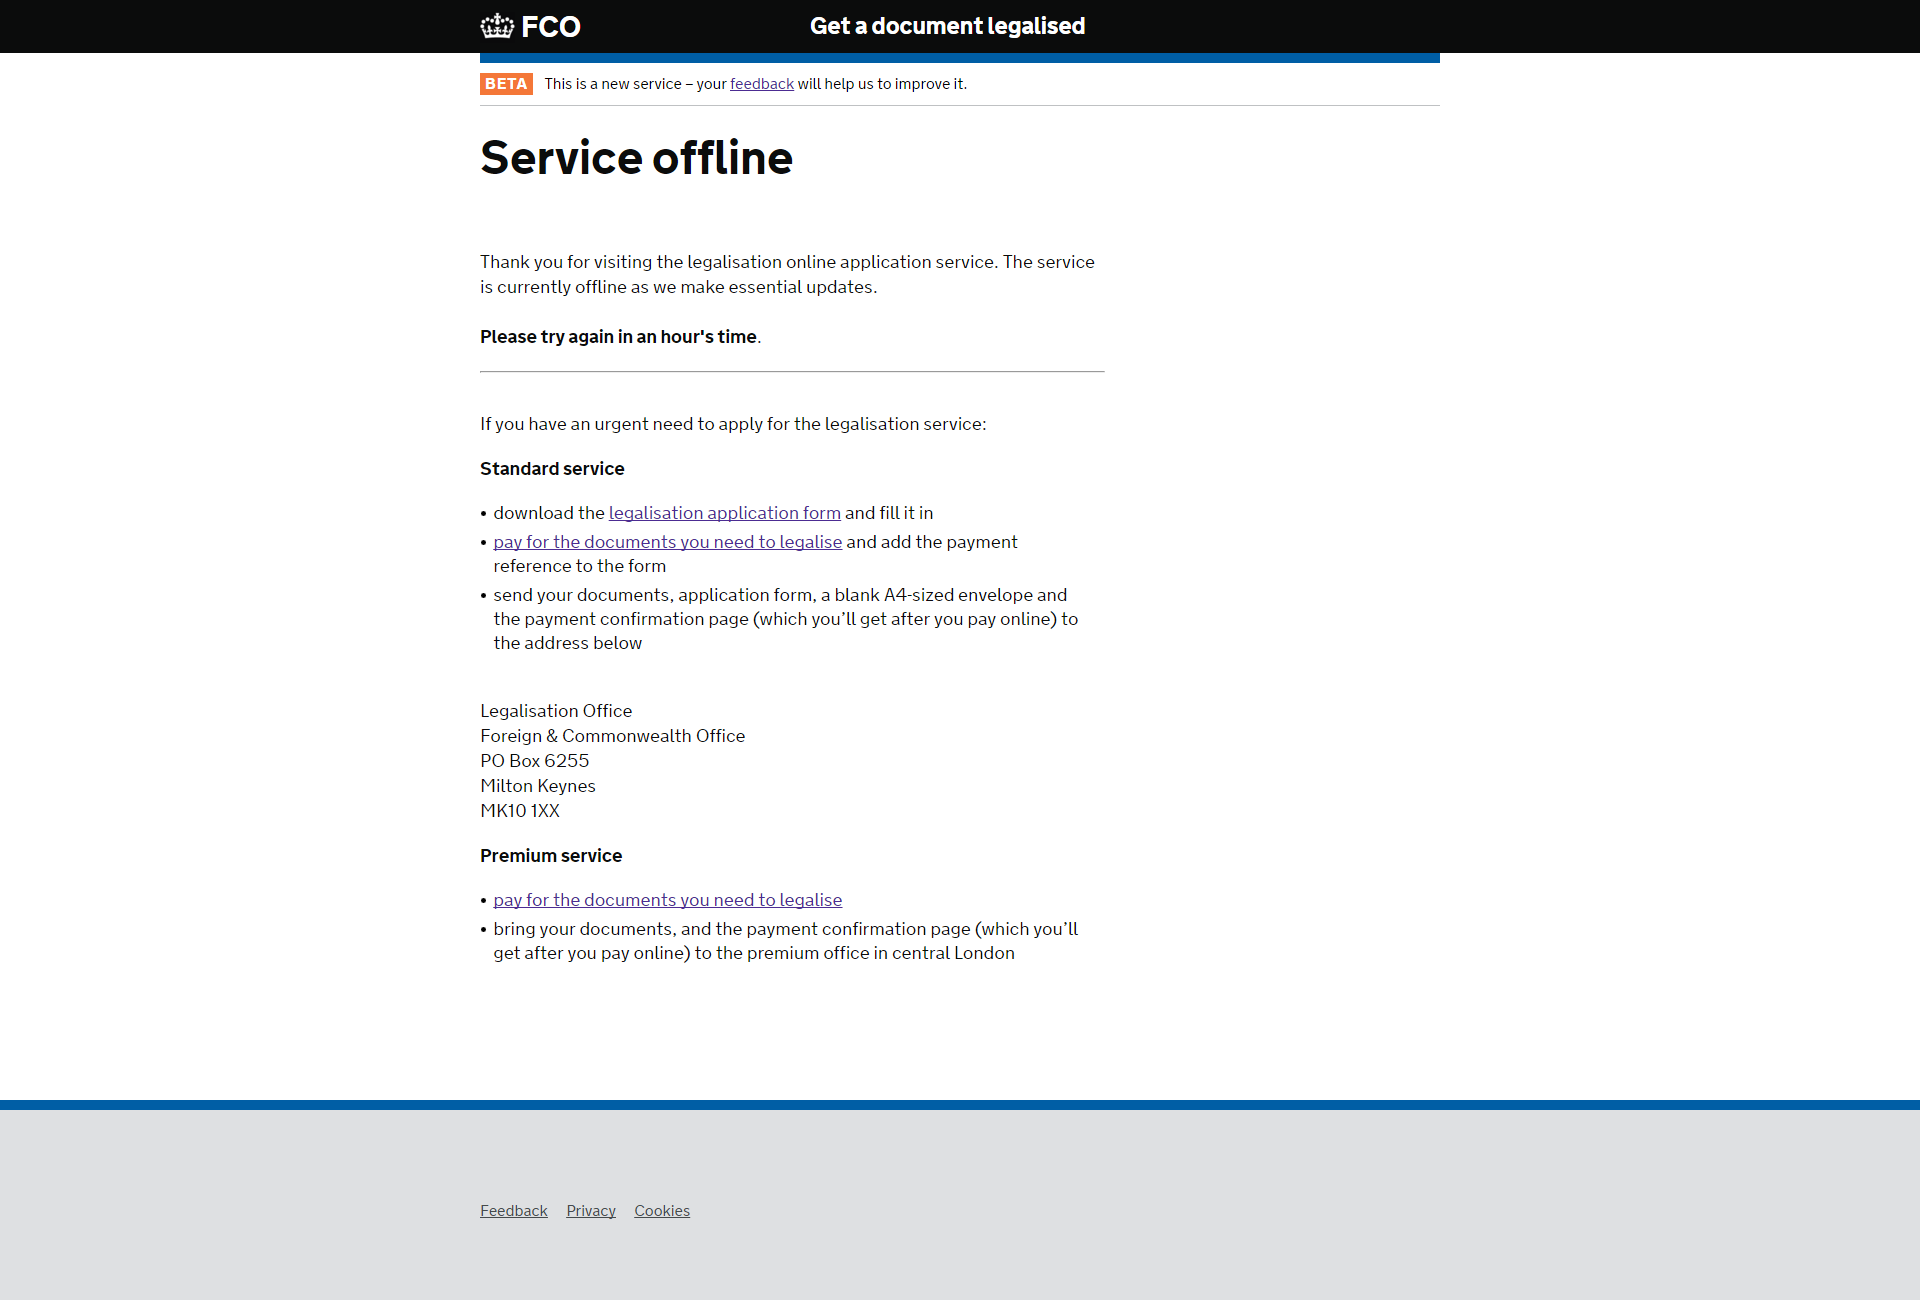 FCO
Get a document legalised
BETA This is a new service – your feedback will help us to improve it.
Service offline
Thank you for visiting the legalisation online application service. The service
is currently offline as we make essential updates.
Please try again in an hour's time.
If you have an urgent need to apply for the legalisation service:
Standard service
• download the legalisation application form and fill it in
• pay for the documents you need to legalise and add the payment
reference to the form
• send your documents, application form, a blank A4-sized envelope and
the payment confirmation page (which you’ll get after you pay online) to
the address below
Legalisation Office
Foreign & Commonwealth Office
PO Box 6255
Milton Keynes
MK10 1XX
Premium service
• pay for the documents you need to legalise
• bring your documents, and the payment confirmation page (which you’ll
get after you pay online) to the premium office in central London
Feedback Privacy Cookies